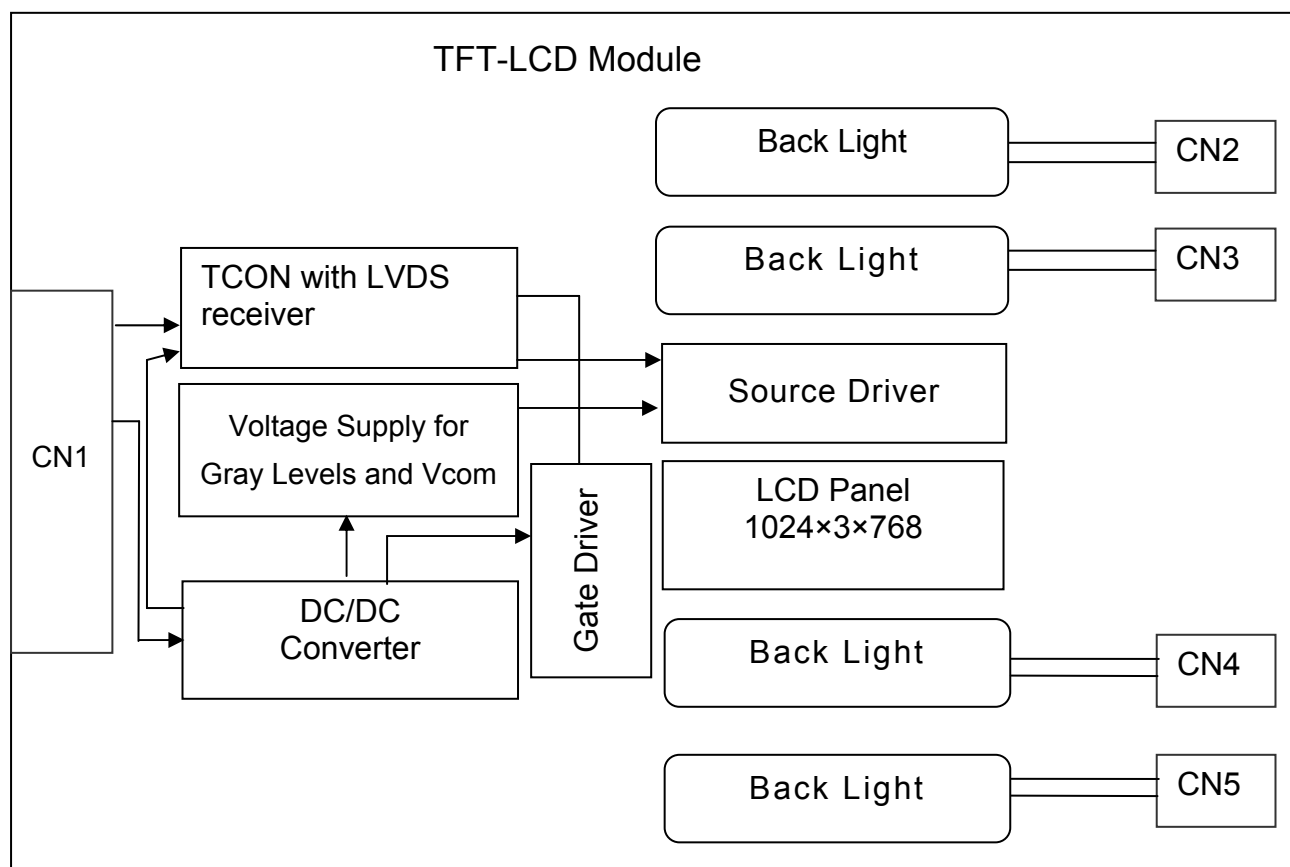 TFT-LCD Module
Back Light
CN2
Back Light
CN3
TCON with LVDS
receiver
Source Driver
Voltage Supply for
Gray Levels and Vcom
CN1
LCD Panel
1024×3×768
Gate Driver
DC/DC
Converter
Back Light
CN4
Back Light
CN5